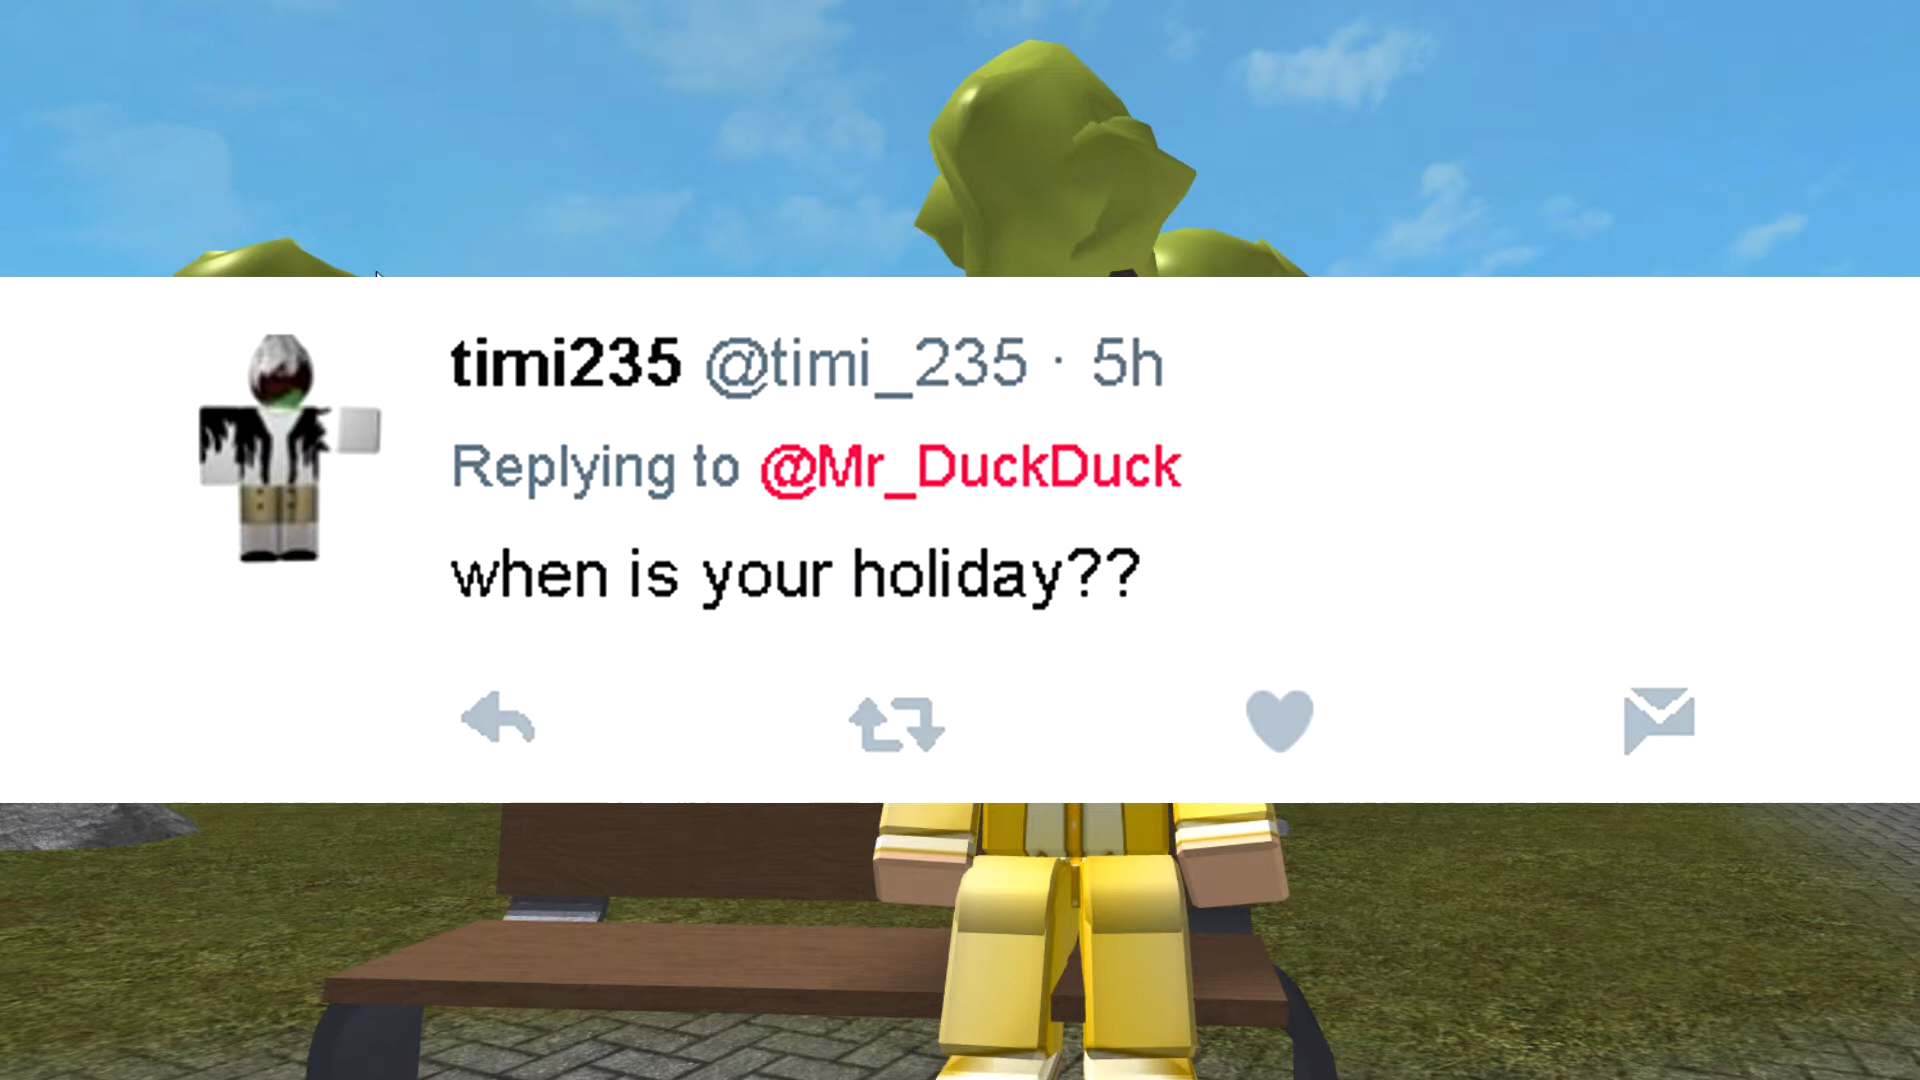 timi235 @timi_235 · 5h
Replying to @Mr_DuckDuck
when is your holiday??